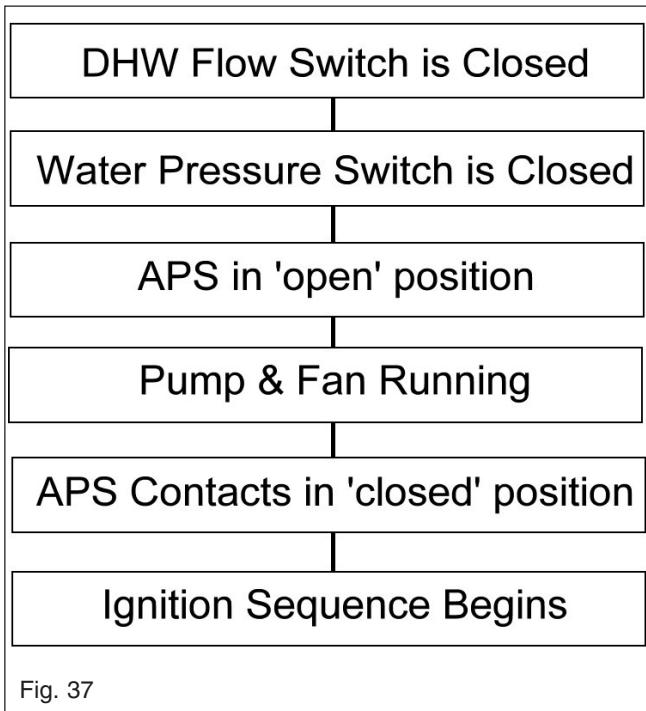 DHW Flow Switch is Closed
Water Pressure Switch is Closed
APS in 'open' position
Pump & Fan Running
APS Contacts in 'closed' position
Ignition Sequence Begins
Fig. 37